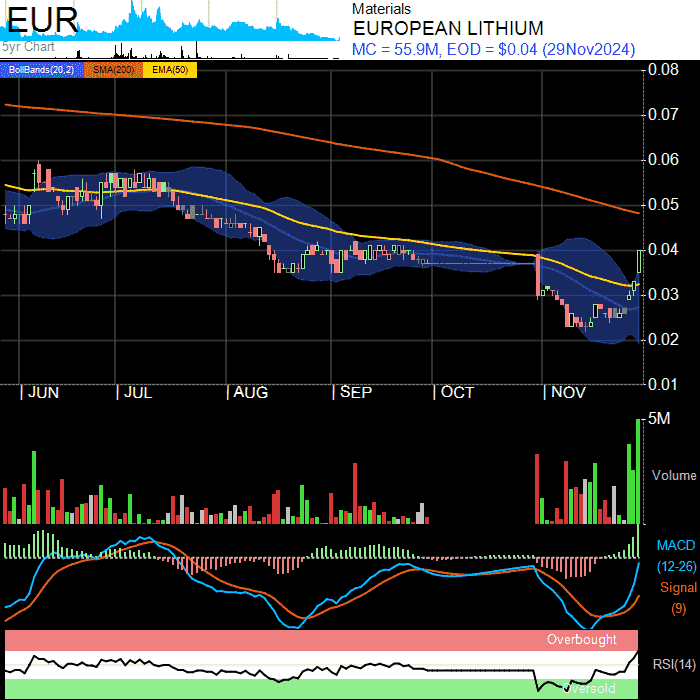 EUR
Materials
EUROPEAN LITHIUM
5yr Chart
MC = 55.9M, EOD = $0.04 (29Nov2024)
BollBands(20,2) SMA(200) EMA(50)
0.08
0.07
0.06
0.05
0.04
0.03
0.02
0.01
JUN JUL AUG SEP OCT NOV
5M
Volume
MACD
(12-26)
Signal
(9)
Overbought
RSI(14)
Oversold